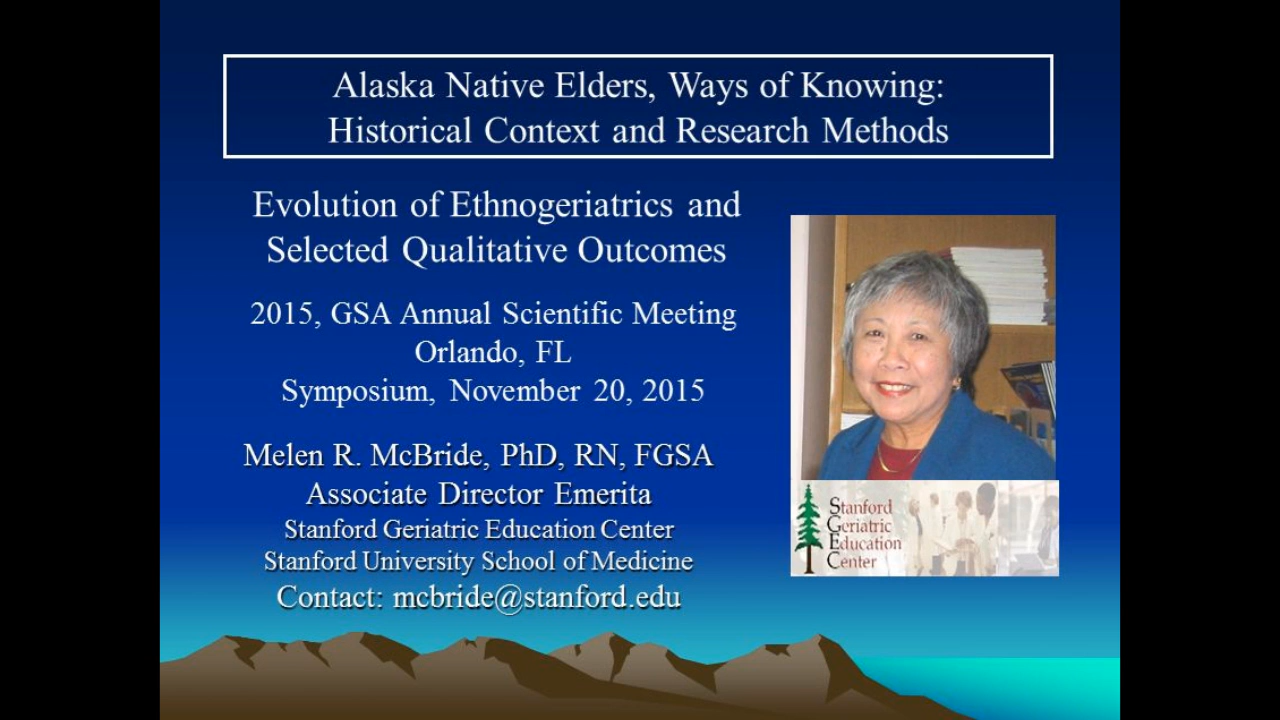 Alaska Native Elders, Ways of Knowing:
Historical Context and Research Methods
Evolution of Ethnogeriatrics and
Selected Qualitative Outcomes
2015, GSA Annual Scientific Meeting
Orlando, FL
Symposium, November 20, 2015
Melen R. McBride, PhD, RN, FGSA
Associate Director Emerita
Stanford Geriatric Education Center
Stanford University School of Medicine
Contact: mcbride@stanford.edu
Stanford
Geriatric
Education
Center